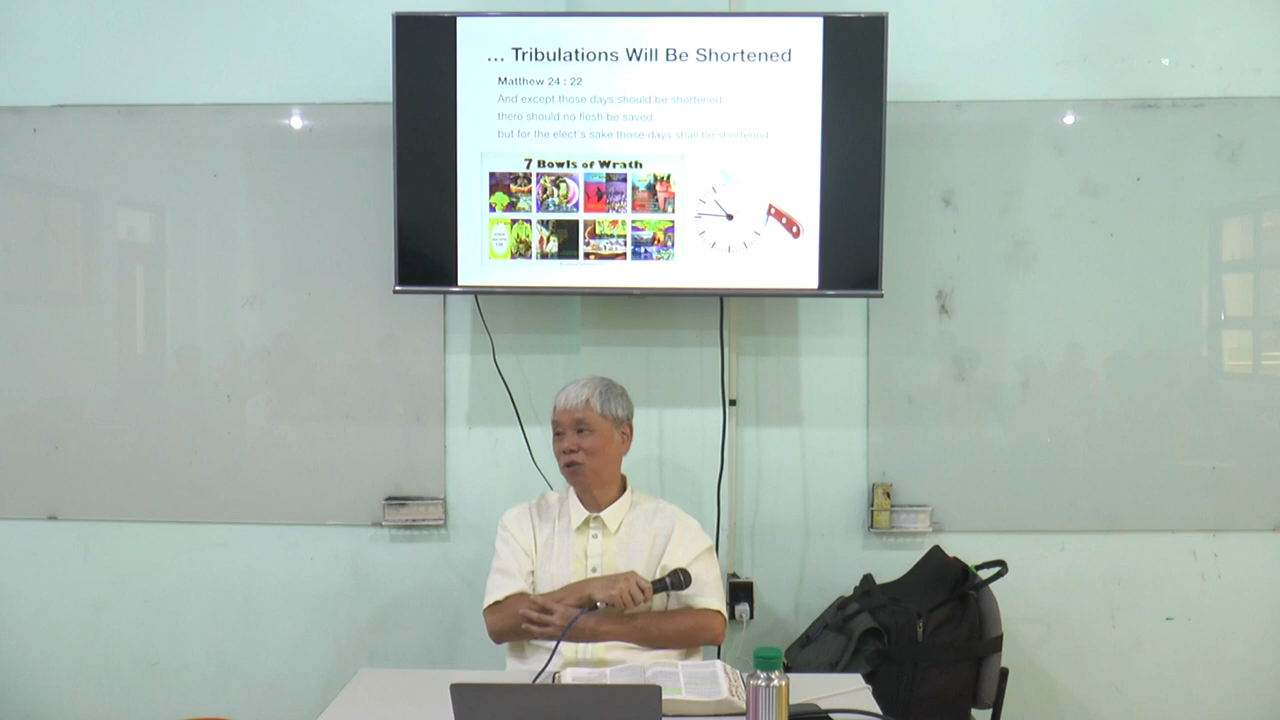 ... Tribulations Will Be Shortened
Matthew 24 : 22
And except those days should be shortened,
there should no flesh be saved:
but for the elect's sake those days shall be shortened.
7 Bowls of Wrath